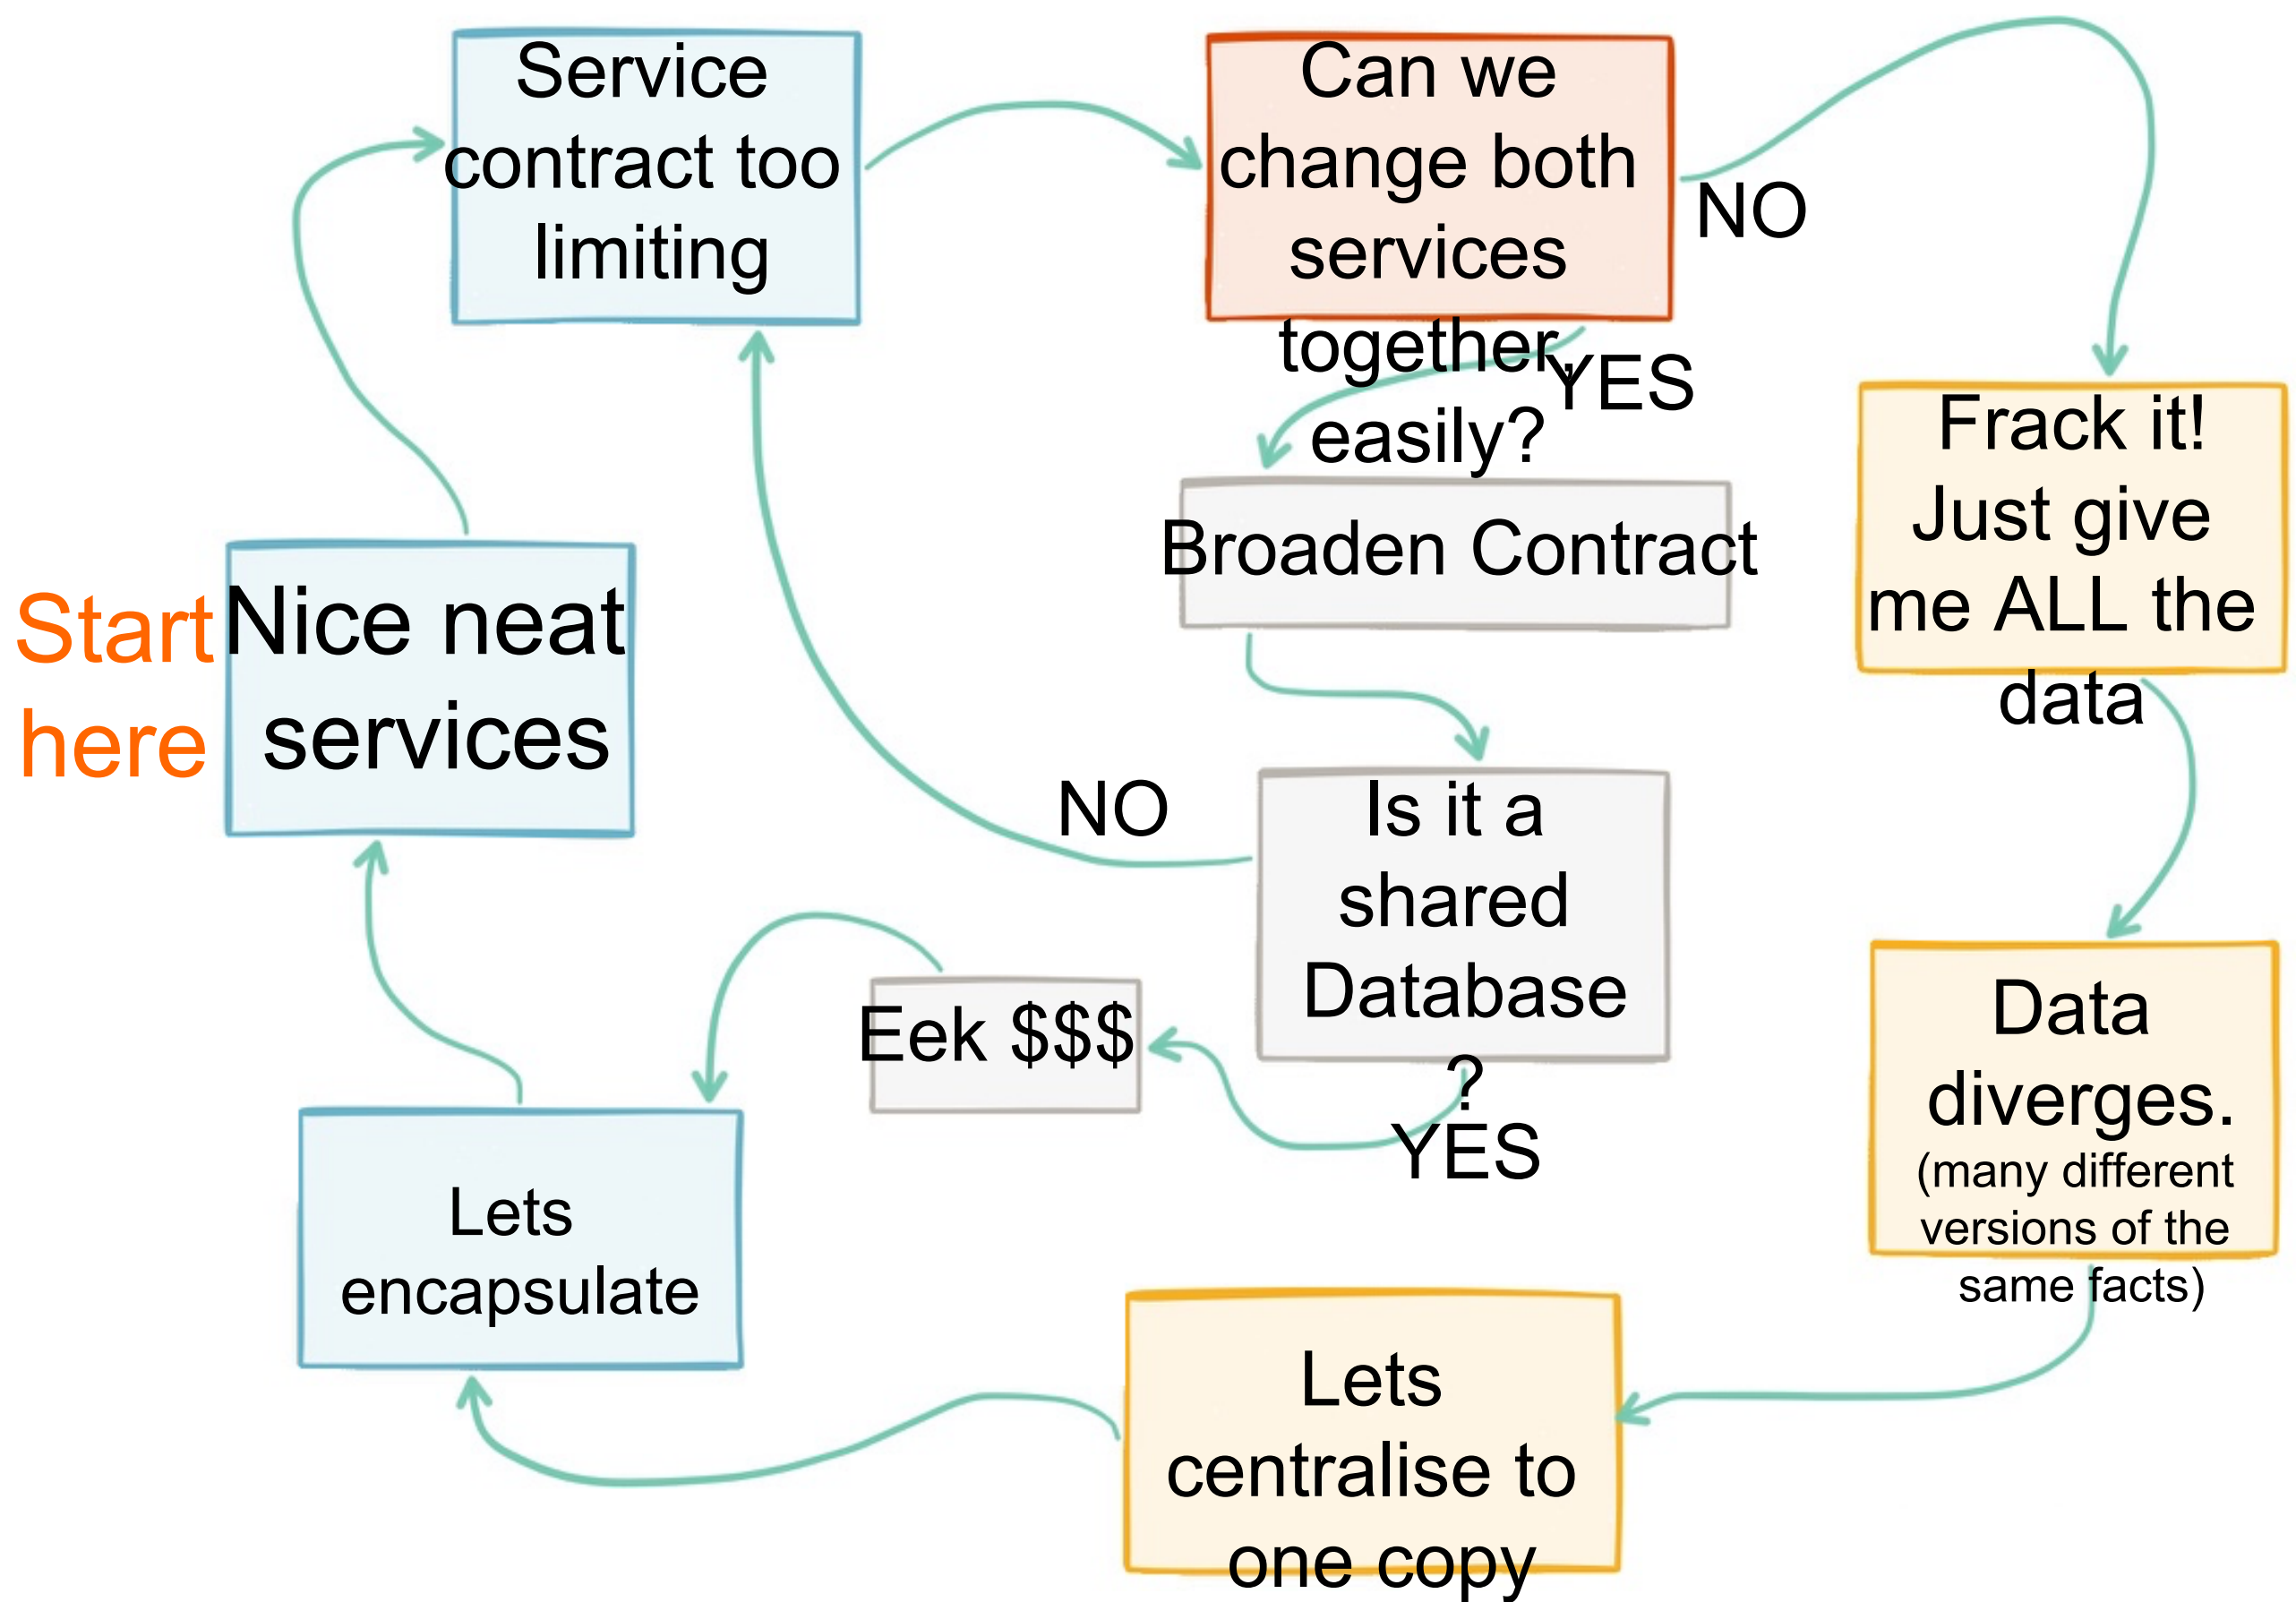 Service
contract too
limiting
Can we
change both
services
together,
easily?
NO
YES
Frack it!
Just give
me ALL the
data
Broaden Contract
Start
here
Nice neat
services
NO
Is it a
shared
Database
?
YES
Eek $$$
Data
diverges.
(many different
versions of the
same facts)
Lets
encapsulate
Lets
centralise to
one copy